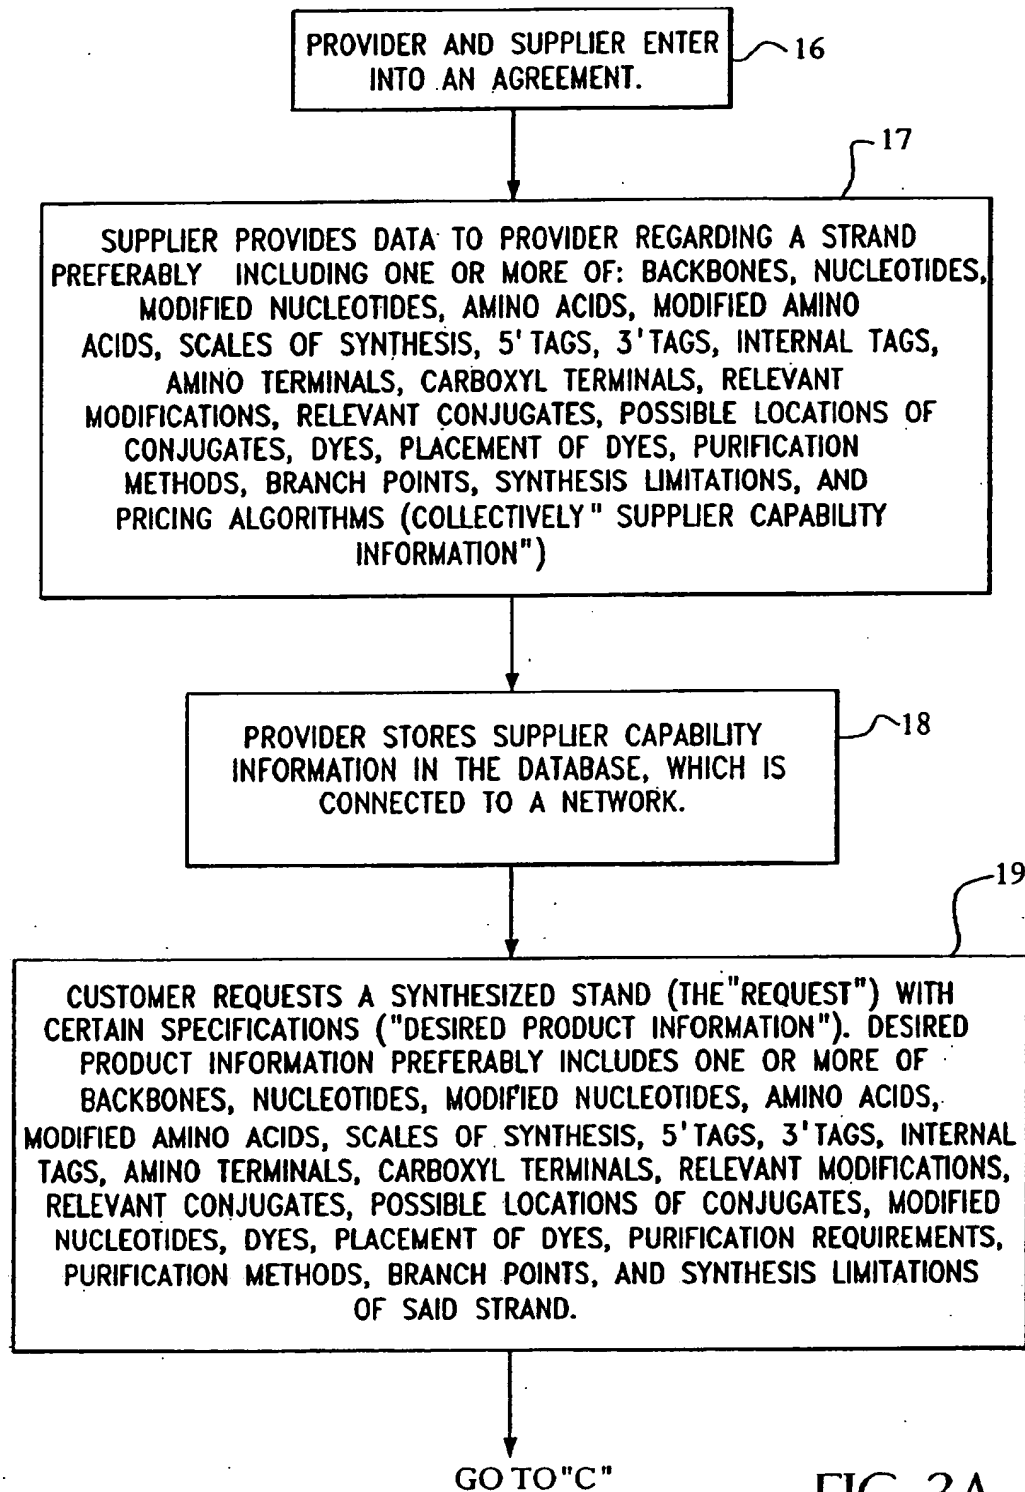 PROVIDER AND SUPPLIER ENTER
INTO AN AGREEMENT.
16
17
SUPPLIER PROVIDES DATA TO PROVIDER REGARDING A STRAND
PREFERABLY INCLUDING ONE OR MORE OF: BACKBONES, NUCLEOTIDES,
MODIFIED NUCLEOTIDES, AMINO ACIDS, MODIFIED AMINO
ACIDS, SCALES OF SYNTHESIS, 5' TAGS, 3' TAGS, INTERNAL TAGS,
AMINO TERMINALS, CARBOXYL TERMINALS, RELEVANT
MODIFICATIONS, RELEVANT CONJUGATES, POSSIBLE LOCATIONS OF
CONJUGATES, DYES, PLACEMENT OF DYES, PURIFICATION
METHODS, BRANCH POINTS, SYNTHESIS LIMITATIONS, AND
PRICING ALGORITHMS (COLLECTIVELY " SUPPLIER CAPABILITY
INFORMATION")
PROVIDER STORES SUPPLIER CAPABILITY
INFORMATION IN THE DATABASE, WHICH IS
CONNECTED TO A NETWORK.
18
19
CUSTOMER REQUESTS A SYNTHESIZED STAND (THE "REQUEST") WITH
CERTAIN SPECIFICATIONS ("DESIRED PRODUCT INFORMATION"). DESIRED
PRODUCT INFORMATION PREFERABLY INCLUDES ONE OR MORE OF
BACKBONES, NUCLEOTIDES, MODIFIED NUCLEOTIDES, AMINO ACIDS,
MODIFIED AMINO ACIDS, SCALES OF SYNTHESIS, 5' TAGS, 3' TAGS, INTERNAL
TAGS, AMINO TERMINALS, CARBOXYL TERMINALS, RELEVANT MODIFICATIONS,
RELEVANT CONJUGATES, POSSIBLE LOCATIONS OF CONJUGATES, MODIFIED
NUCLEOTIDES, DYES, PLACEMENT OF DYES, PURIFICATION REQUIREMENTS,
PURIFICATION METHODS, BRANCH POINTS, AND SYNTHESIS LIMITATIONS
OF SAID STRAND.
GO TO "C"
FIG. 2A